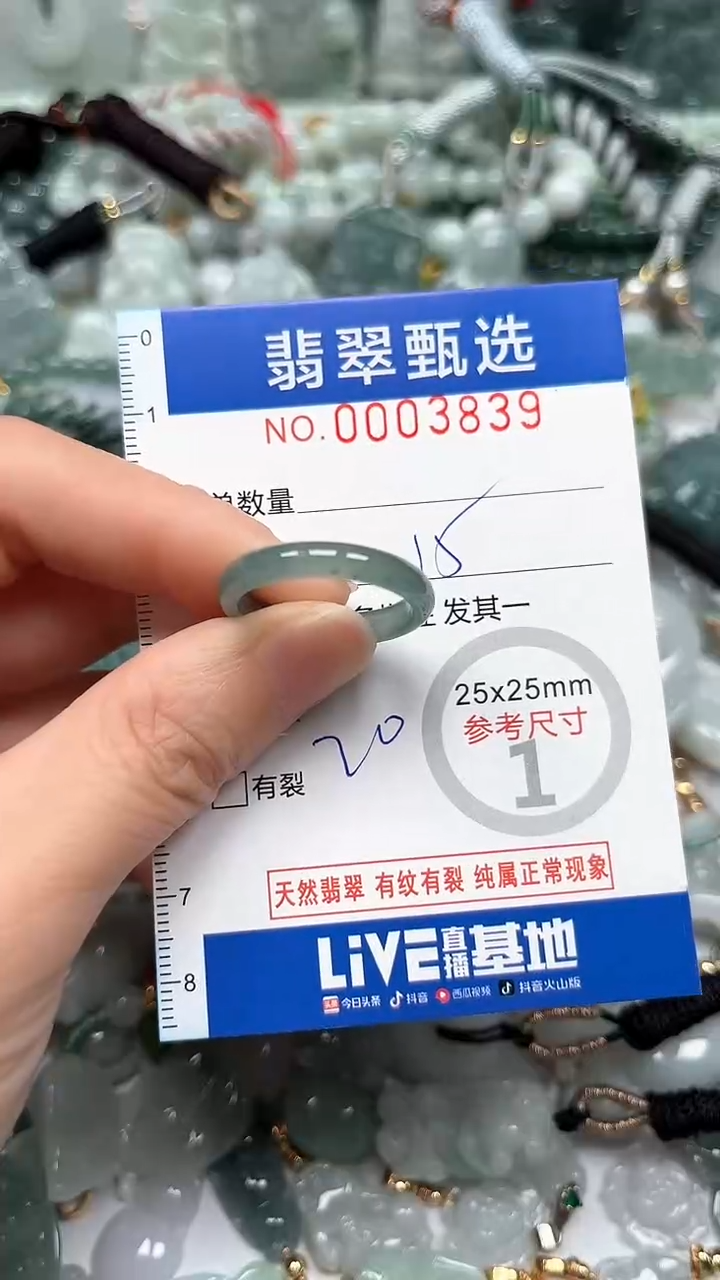 0
翡翠甄选
1
NO.0003839
总数量
15
发其一
25x25mm
参考尺寸
1
20
有裂
天然翡翠 有纹有裂 纯属正常现象
7
LiVE直播基地
8
今日头条 抖音 西瓜视频 抖音火山版